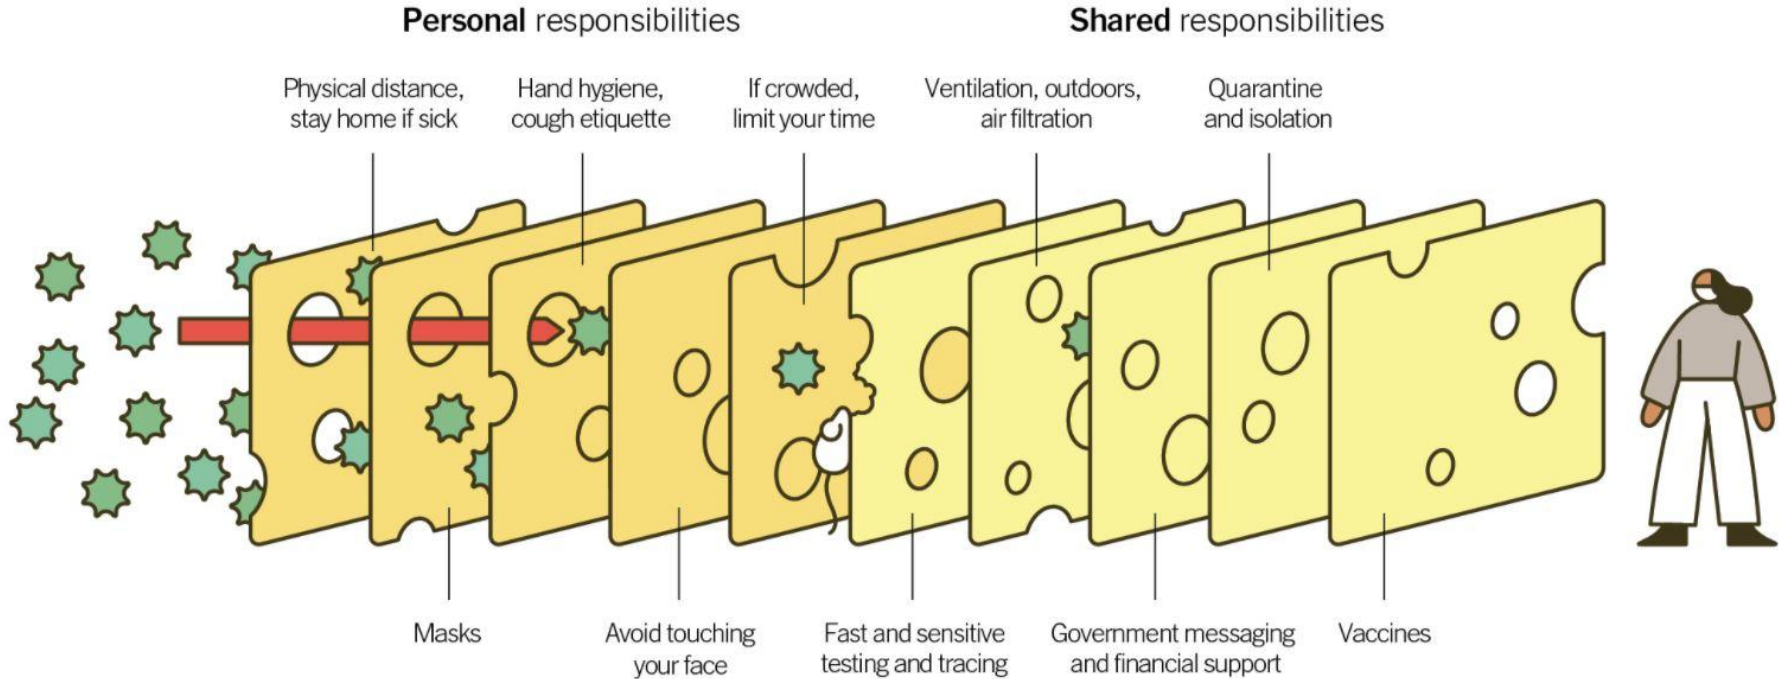 Personal responsibilities
Shared responsibilities
Physical distance,
stay home if sick
Hand hygiene,
cough etiquette
If crowded,
limit your time
Ventilation, outdoors,
air filtration
Quarantine
and isolation
Masks
Avoid touching
your face
Fast and sensitive
testing and tracing
Government messaging
and financial support
Vaccines